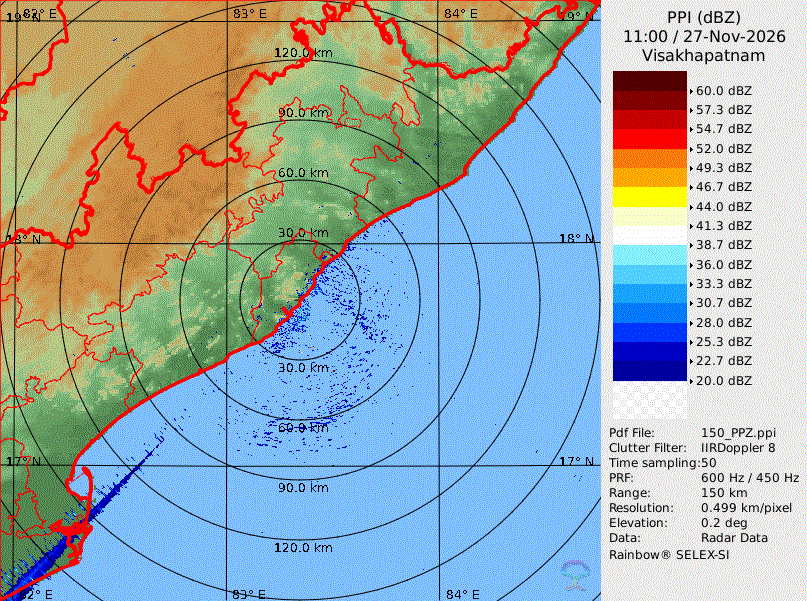 82° E 83° E 84° E
19° N 19° N
120.0 km
90.0 km
60.0 km
30.0 km
18° N 18° N
30.0 km
60.0 km
17° N 17° N
90.0 km
120.0 km
82° E 83° E 84° E
PPI (dBZ)
11:00 / 27-Nov-2026
Visakhapatnam
60.0 dBZ
57.3 dBZ
54.7 dBZ
52.0 dBZ
49.3 dBZ
46.7 dBZ
44.0 dBZ
41.3 dBZ
38.7 dBZ
36.0 dBZ
33.3 dBZ
30.7 dBZ
28.0 dBZ
25.3 dBZ
22.7 dBZ
20.0 dBZ
Pdf File: 150_PPZ.ppi
Clutter Filter: IIRDoppler 8
Time sampling:50
PRF: 600 Hz / 450 Hz
Range: 150 km
Resolution: 0.499 km/pixel
Elevation: 0.2 deg
Data: Radar Data
Rainbow® SELEX-SI